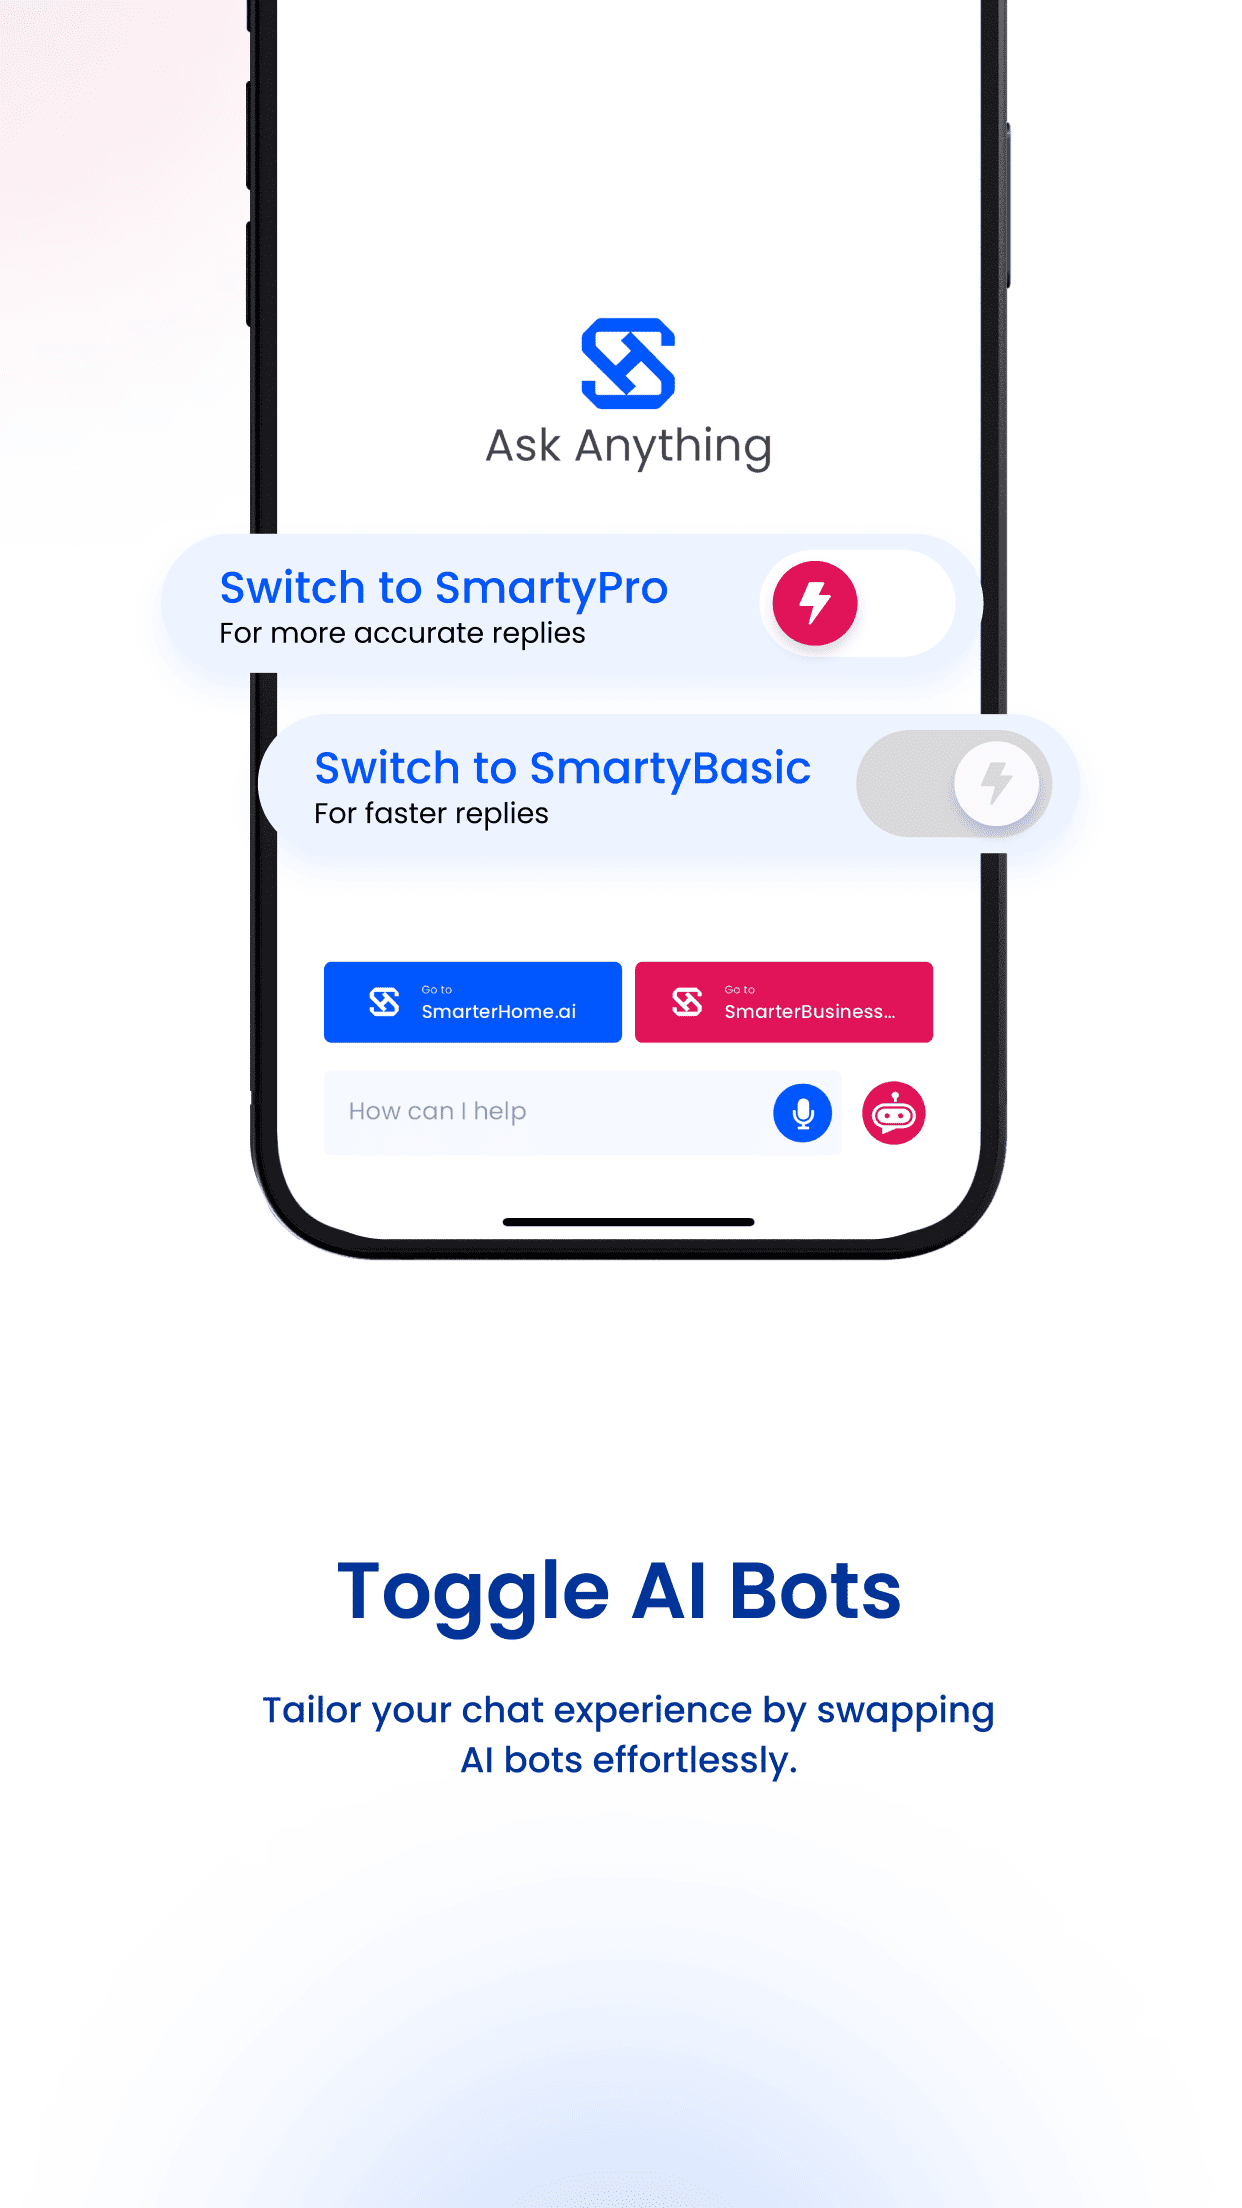 Ask Anything
Switch to SmartyPro
For more accurate replies
Switch to SmartyBasic
For faster replies
Go to
SmarterHome.ai
Go to
SmarterBusiness...
How can I help
Toggle AI Bots
Tailor your chat experience by swapping
AI bots effortlessly.